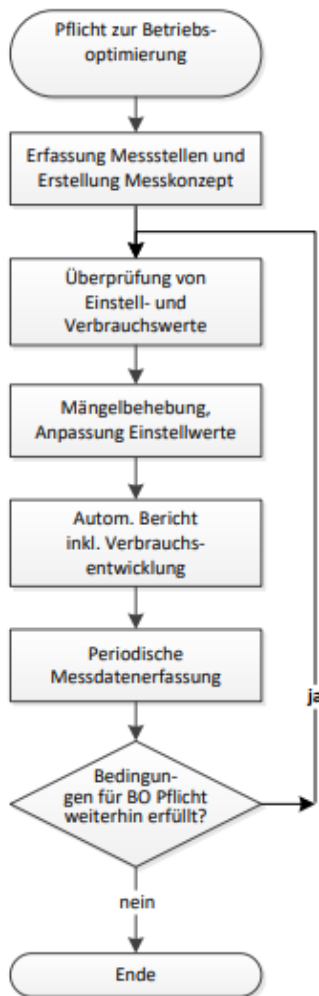 Pflicht zur Betriebs-
optimierung
Erfassung Messstellen und
Erstellung Messkonzept
Überprüfung von
Einstell- und
Verbrauchswerte
Mängelbehebung,
Anpassung Einstellwerte
Autom. Bericht
inkl. Verbrauchs-
entwicklung
Periodische
Messdatenerfassung
ja
Bedingun-
gen für BO Pflicht
weiterhin erfüllt?
nein
Ende